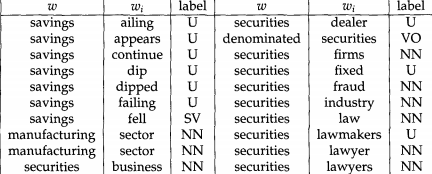 w wi label w wi label
savings ailing U securities dealer U
savings appears U denominated securities VO
savings continue U securities firms NN
savings dip U securities fixed U
savings dipped U securities fraud NN
savings failing U securities industry NN
savings fell SV securities law NN
manufacturing sector NN securities lawmakers U
manufacturing sector NN securities lawyer NN
securities business NN securities lawyers NN